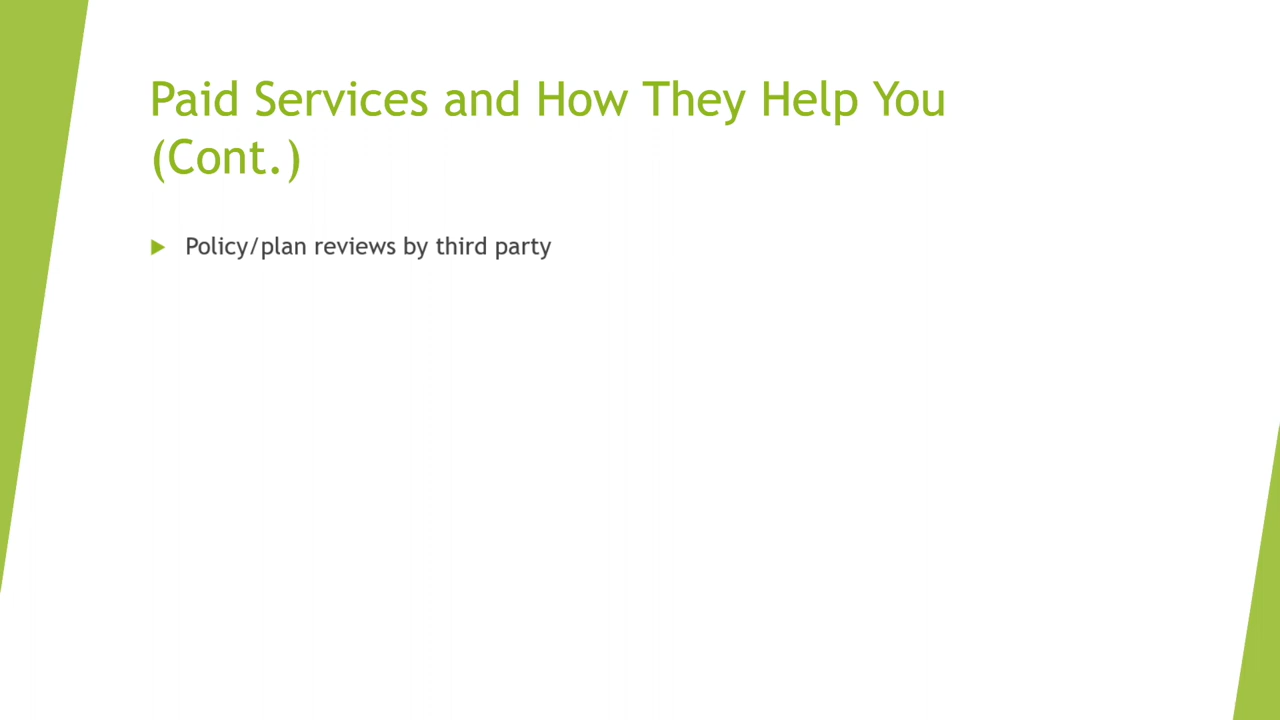 Paid Services and How They Help You
(Cont.)
Policy/plan reviews by third party